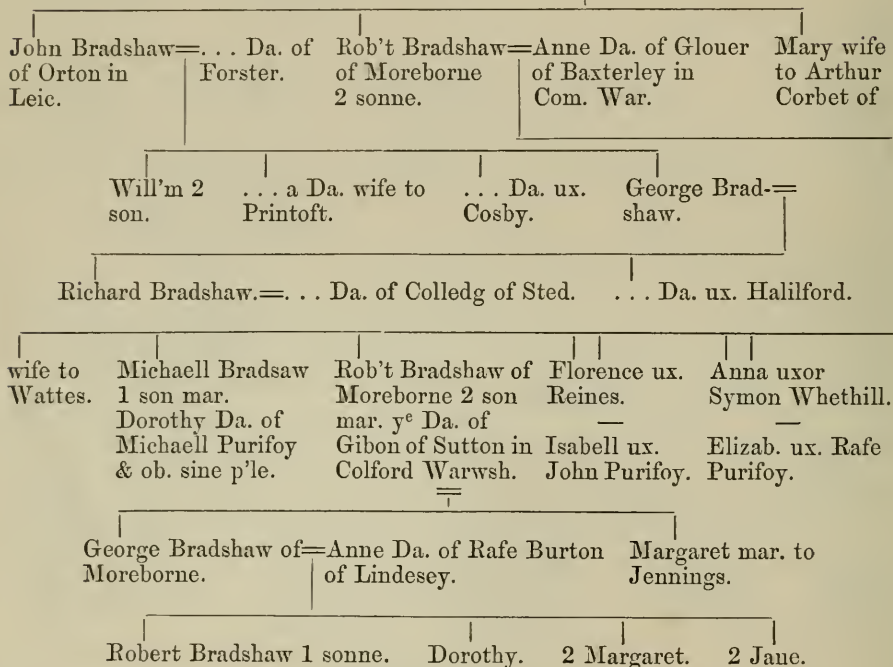 John Bradshaw=. . . Da. of Rob't Bradshaw=Anne Da. of Glouer Mary wife
of Orton in Forster. of Moreborne of Baxterley in to Arthur
Leic. 2 sonne. Com. War. Corbet of
Will'm 2 . . . a Da. wife to . . . Da. ux. George Brad-=
son. Printoft. Cosby. shaw.
Richard Bradshaw.=. . . Da. of Colledg of Sted. . . . Da. ux. Halilford.
wife to Michaell Bradsaw Rob't Bradshaw of Florence ux. Anna uxor
Wattes. 1 son mar. Moreborne 2 son Reines. Symon Whethill.
Dorothy Da. of mar. yᵉ Da. of — —
Michaell Purifoy Gibon of Sutton in Isabell ux. Elizab. ux. Rafe
& ob. sine p'le. Colford Warwsh. John Purifoy. Purifoy.
George Bradshaw of=Anne Da. of Rafe Burton Margaret mar. to
Moreborne. of Lindesey. Jennings.
Robert Bradshaw 1 sonne. Dorothy. 2 Margaret. 2 Jane.